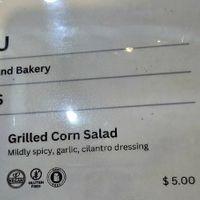 U
nd Bakery
S
Grilled Corn Salad
Mildly spicy, garlic, cilantro dressing
GLUTEN
FREE
$ 5.00